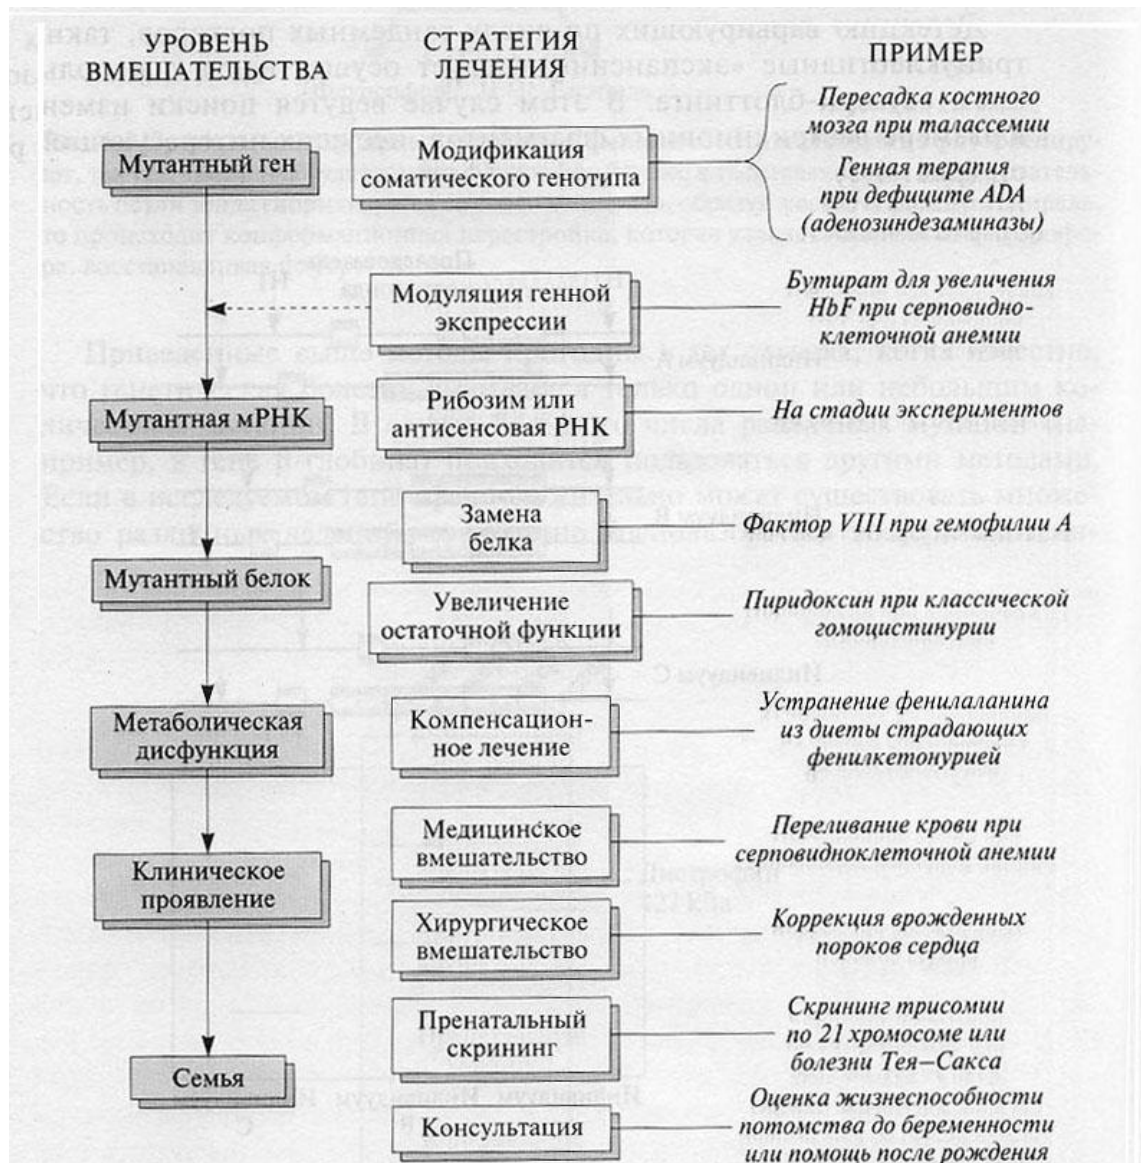 УРОВЕНЬ
ВМЕШАТЕЛЬСТВА
СТРАТЕГИЯ
ЛЕЧЕНИЯ
ПРИМЕР
Мутантный ген
Модификация
соматического генотипа
Пересадка костного
мозга при талассемии
Генная терапия
при дефиците ADA
(аденозиндезаминазы)
Модуляция генной
экспрессии
Бутират для увеличения
HbF при серповидно-
клеточной анемии
Мутантная мРНК
Рибозим или
антисенсовая РНК
На стадии экспериментов
Замена
белка
Фактор VIII при гемофилии А
Мутантный белок
Увеличение
остаточной функции
Пиридоксин при классической
гомоцистинурии
Метаболическая
дисфункция
Компенсацион-
ное лечение
Устранение фенилаланина
из диеты страдающих
фенилкетонурией
Клиническое
проявление
Медицинское
вмешательство
Переливание крови при
серповидноклеточной анемии
Хирургическое
вмешательство
Коррекция врожденных
пороков сердца
Семья
Пренатальный
скрининг
Скрининг трисомии
по 21 хромосоме или
болезни Тея–Сакса
Консультация
Оценка жизнеспособности
потомства до беременности
или помощь после рождения